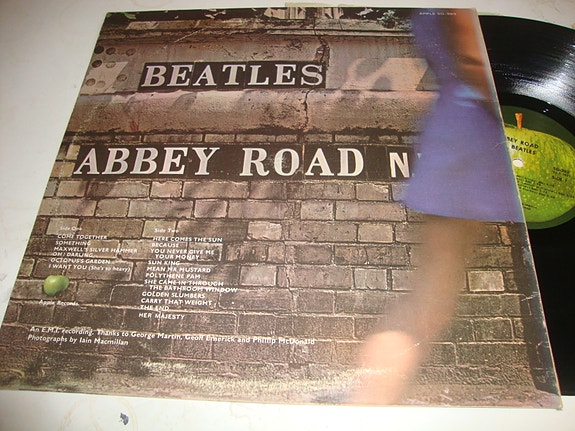 BEATLES
ABBEY ROAD N
Side One
COME TOGETHER
SOMETHING
MAXWELL'S SILVER HAMMER
OH! DARLING
OCTOPUS'S GARDEN
I WANT YOU (She's so heavy)
Side Two
HERE COMES THE SUN
BECAUSE
YOU NEVER GIVE ME
YOUR MONEY
SUN KING
MEAN MR MUSTARD
POLYTHENE PAM
SHE CAME IN THROUGH
THE BATHROOM WINDOW
GOLDEN SLUMBERS
CARRY THAT WEIGHT
THE END
HER MAJESTY
Apple Records
An E.M.I. recording. Thanks to George Martin, Geoff Emerick and Phillip McDonald
Photographs by Iain Macmillan
BEY ROAD
BEATLES